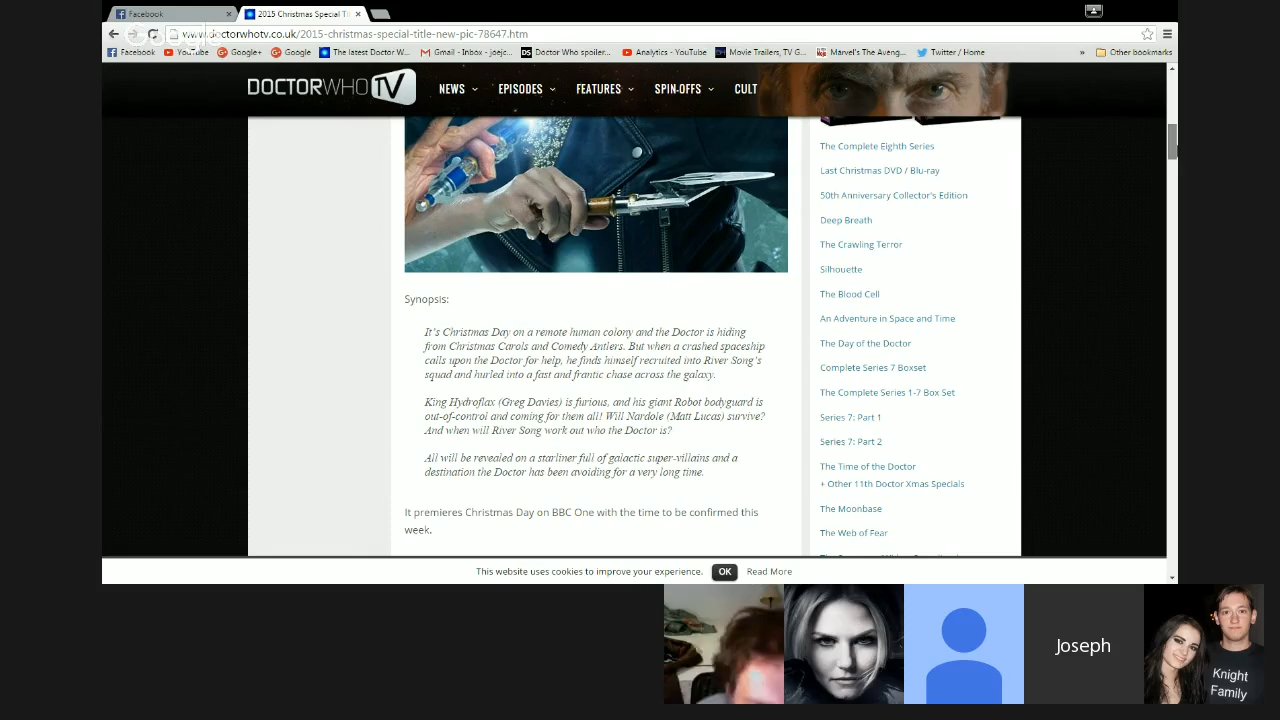 Facebook
2015 Christmas Special Ti
Google
www.doctorwhotv.co.uk/2015-christmas-special-title-new-pic-78647.htm
Facebook YouTube Google+ Google The latest Doctor W... Gmail - Inbox - joejc... DS Doctor Who spoiler... Analytics - YouTube Movie Trailers, TV G... Marvel's The Aveng... Twitter / Home » Other bookmarks
DOCTORWHOTV NEWS EPISODES FEATURES SPIN-OFFS CULT
Synopsis:
It's Christmas Day on a remote human colony and the Doctor is hiding
from Christmas Carols and Comedy Antlers. But when a crashed spaceship
calls upon the Doctor for help, he finds himself recruited into River Song's
squad and hurled into a fast and frantic chase across the galaxy.
King Hydroflax (Greg Davies) is furious, and his giant Robot bodyguard is
out-of-control and coming for them all! Will Nardole (Matt Lucas) survive?
And when will River Song work out who the Doctor is?
All will be revealed on a starliner full of galactic super-villains and a
destination the Doctor has been avoiding for a very long time.
It premieres Christmas Day on BBC One with the time to be confirmed this
week.
The Complete Eighth Series
Last Christmas DVD / Blu-ray
50th Anniversary Collector's Edition
Deep Breath
The Crawling Terror
Silhouette
The Blood Cell
An Adventure in Space and Time
The Day of the Doctor
Complete Series 7 Boxset
The Complete Series 1-7 Box Set
Series 7: Part 1
Series 7: Part 2
The Time of the Doctor
+ Other 11th Doctor Xmas Specials
The Moonbase
The Web of Fear
This website uses cookies to improve your experience. OK Read More
Joseph
Knight
Family